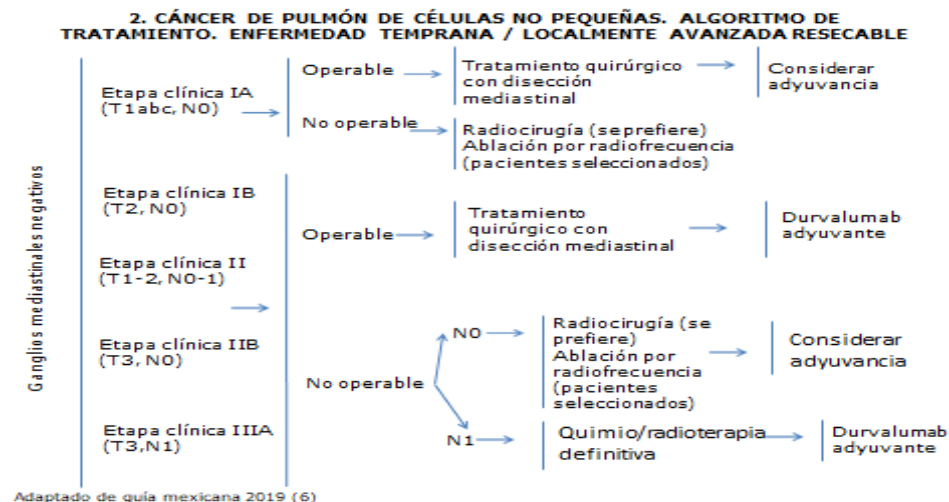 2. CÁNCER DE PULMÓN DE CÉLULAS NO PEQUEÑAS. ALGORITMO DE
TRATAMIENTO. ENFERMEDAD TEMPRANA / LOCALMENTE AVANZADA RESECABLE
Ganglios mediastinales negativos
Etapa clínica IA
(T1abc, N0)
Operable
Tratamiento quirúrgico
con disección
mediastinal
Considerar
adyuvancia
No operable
Radiocirugía (se prefiere)
Ablación por radiofrecuencia
(pacientes seleccionados)
Etapa clínica IB
(T2, N0)
Etapa clínica II
(T1-2, N0-1)
Etapa clínica IIB
(T3, N0)
Etapa clínica IIIA
(T3,N1)
Operable
Tratamiento
quirúrgico con
disección mediastinal
Durvalumab
adyuvante
No operable
N0
Radiocirugía (se
prefiere)
Ablación por
radiofrecuencia
(pacientes
seleccionados)
Considerar
adyuvancia
N1
Quimio/radioterapia
definitiva
Durvalumab
adyuvante
Adaptado de guía mexicana 2019 (6)